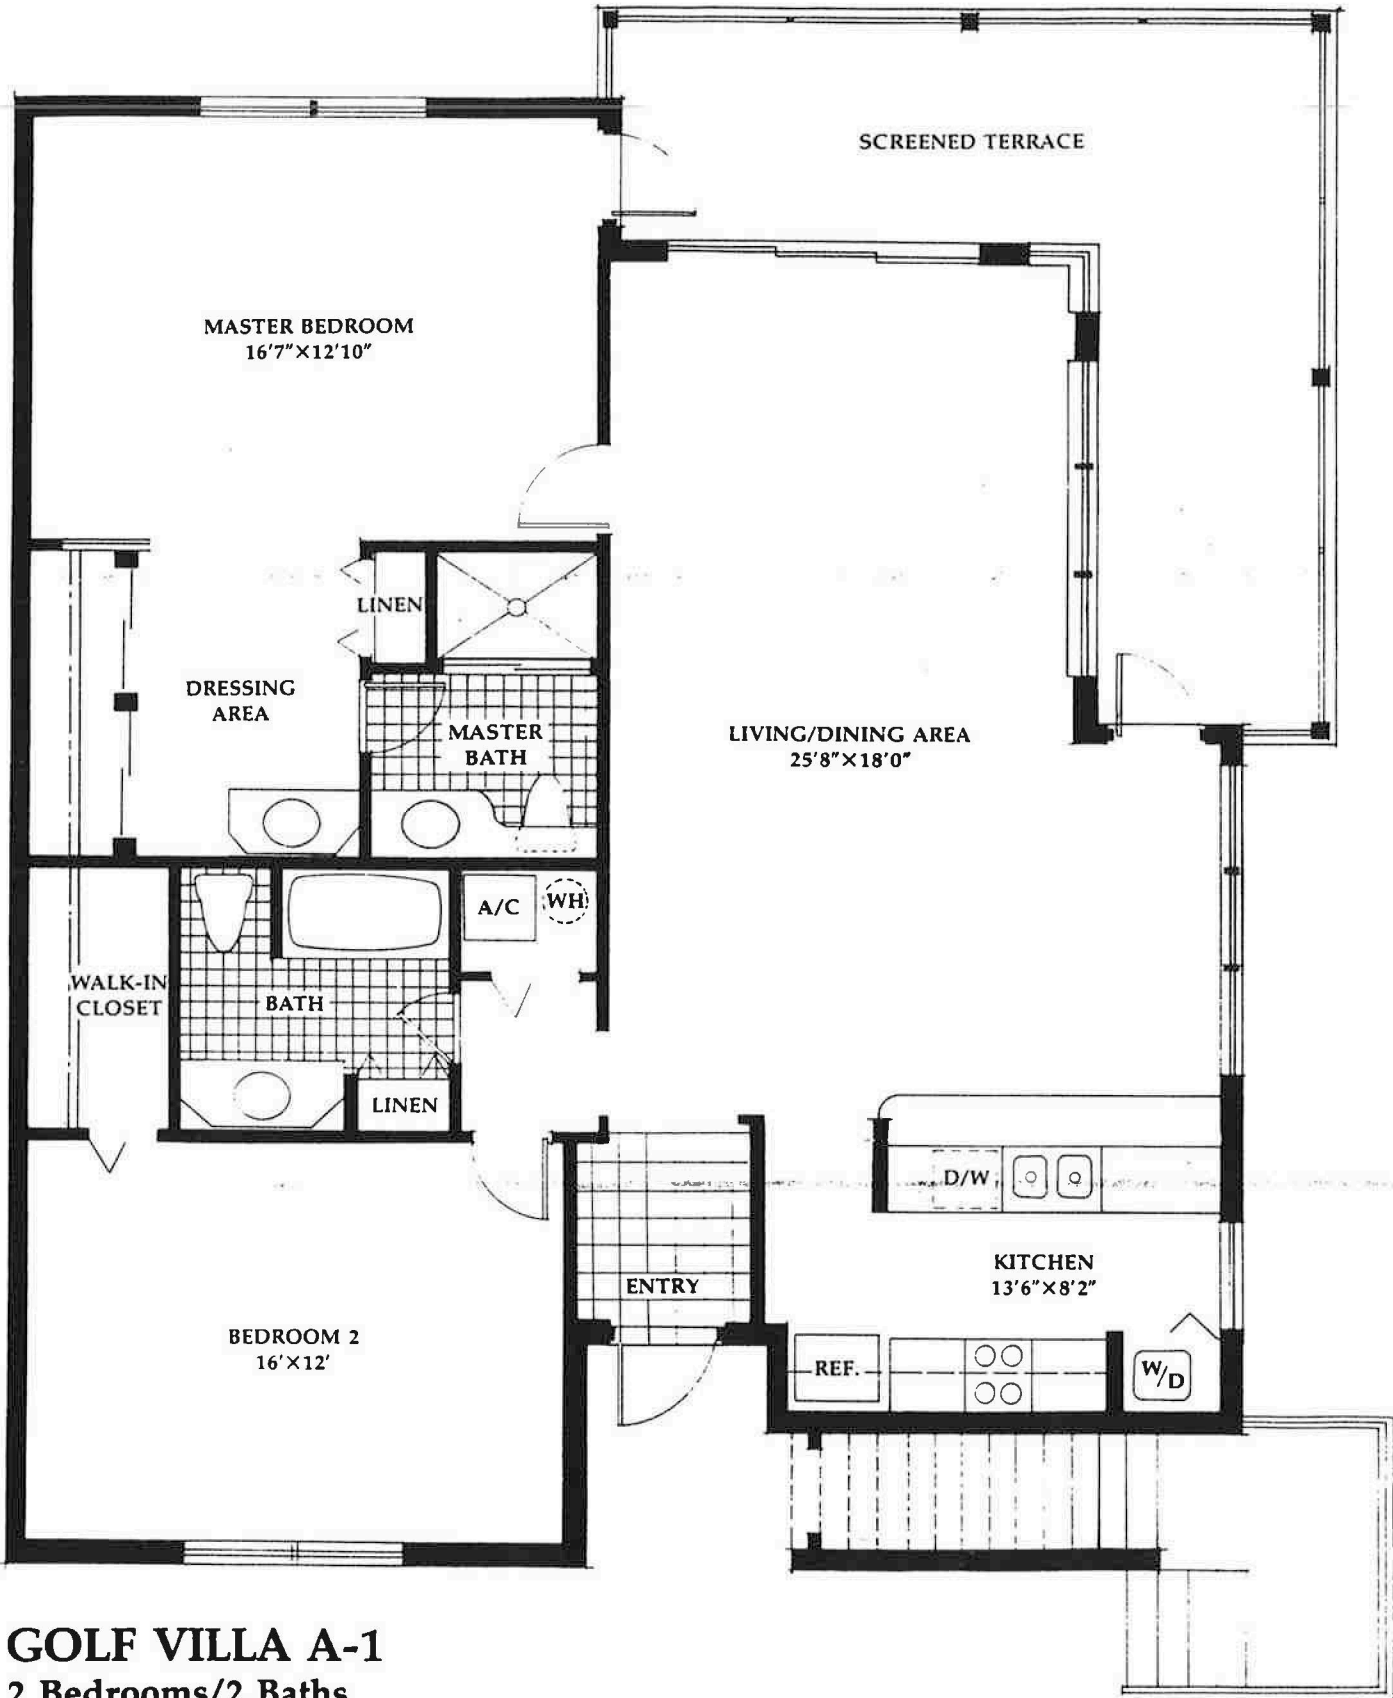 SCREENED TERRACE
MASTER BEDROOM
16'7"×12'10"
LINEN
DRESSING
AREA
MASTER
BATH
LIVING/DINING AREA
25'8"×18'0"
A/C
WH
WALK-IN
CLOSET
BATH
LINEN
D/W
KITCHEN
13'6"×8'2"
ENTRY
BEDROOM 2
16'×12'
REF.
W/D
GOLF VILLA A-1
2 Bedrooms/2 Baths